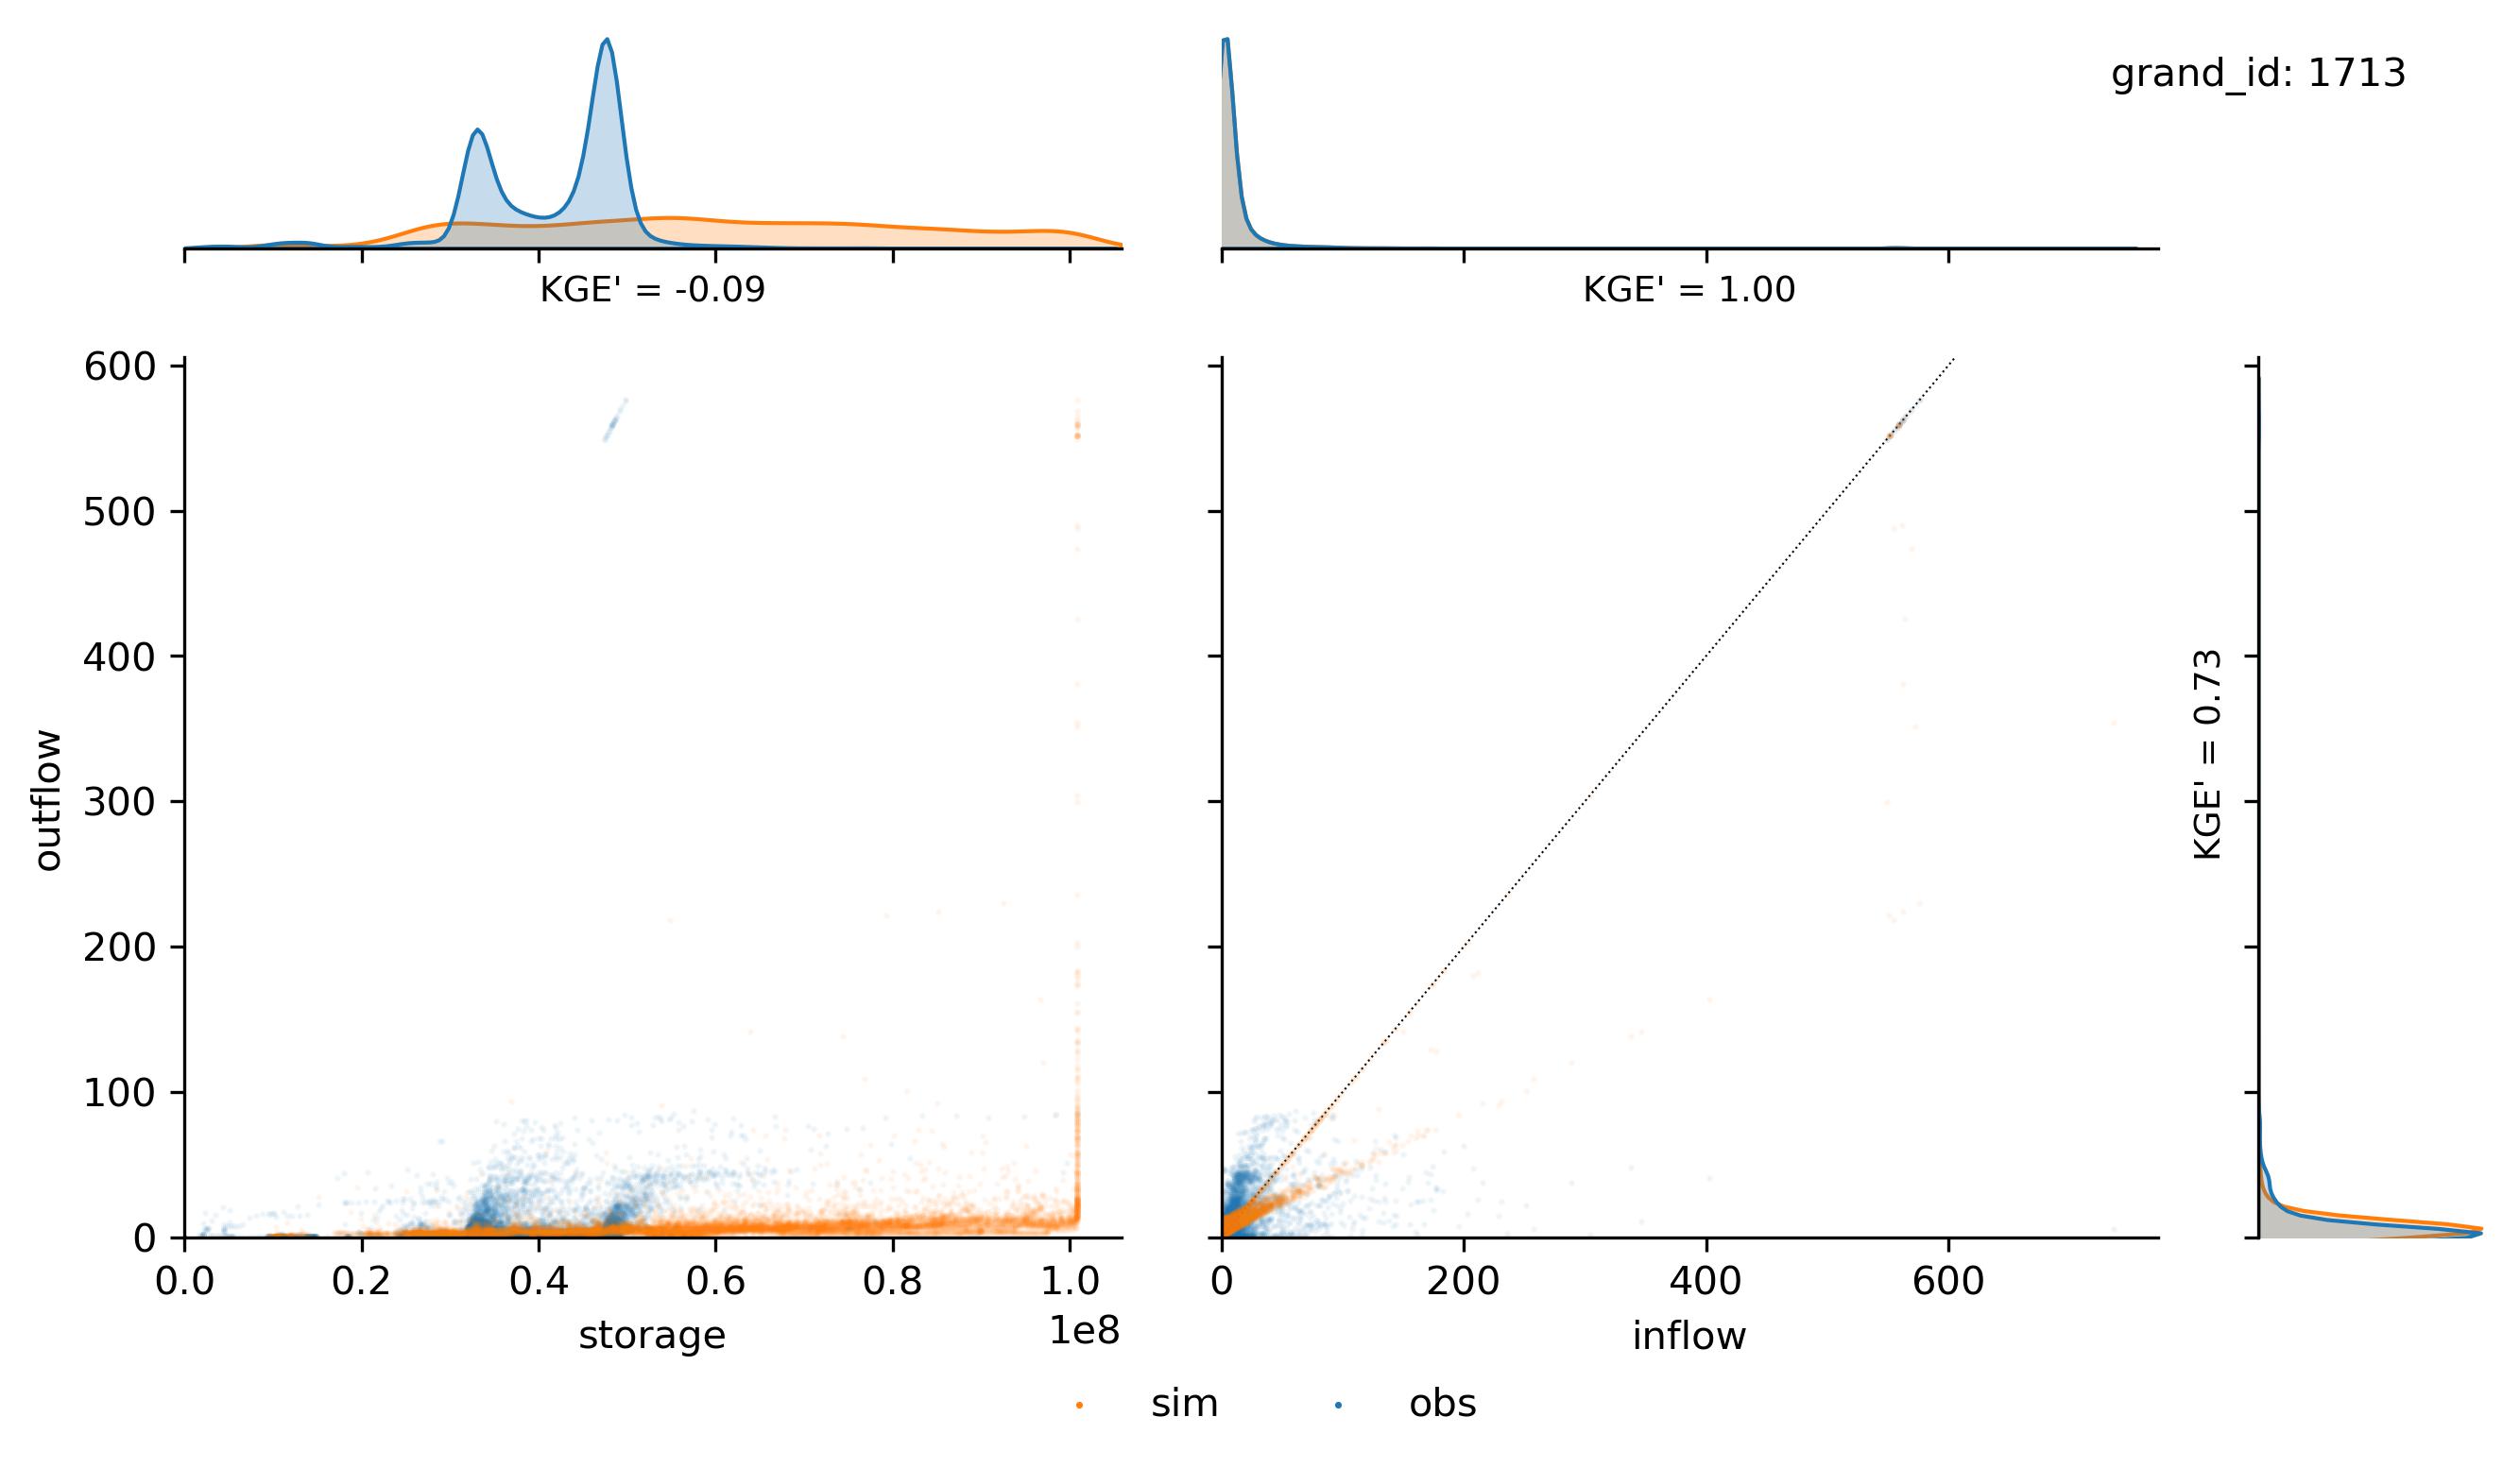 grand_id: 1713
KGE' = -0.09
KGE' = 1.00
600
500
400
300
200
100
0
outflow
KGE' = 0.73
0.0 0.2 0.4 0.6 0.8 1.0
1e8
storage
0 200 400 600
inflow
sim obs